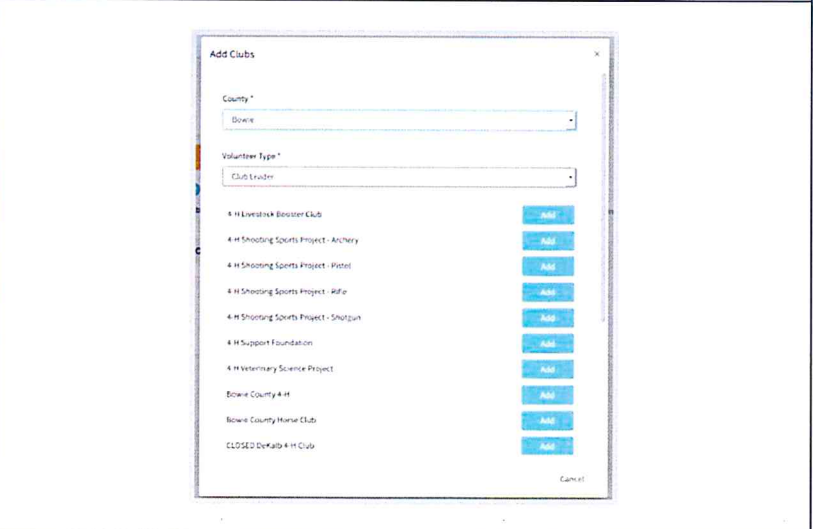 Add Clubs ×
County *
Bowie
Volunteer Type *
Club Leader
4-H Livestock Booster Club Add
4-H Shooting Sports Project - Archery Add
4-H Shooting Sports Project - Pistol Add
4-H Shooting Sports Project - Rifle Add
4-H Shooting Sports Project - Shotgun Add
4-H Support Foundation Add
4-H Veterinary Science Project Add
Bowie County 4-H Add
Bowie County Horse Club Add
CLOSED DeKalb 4-H Club Add
Cancel